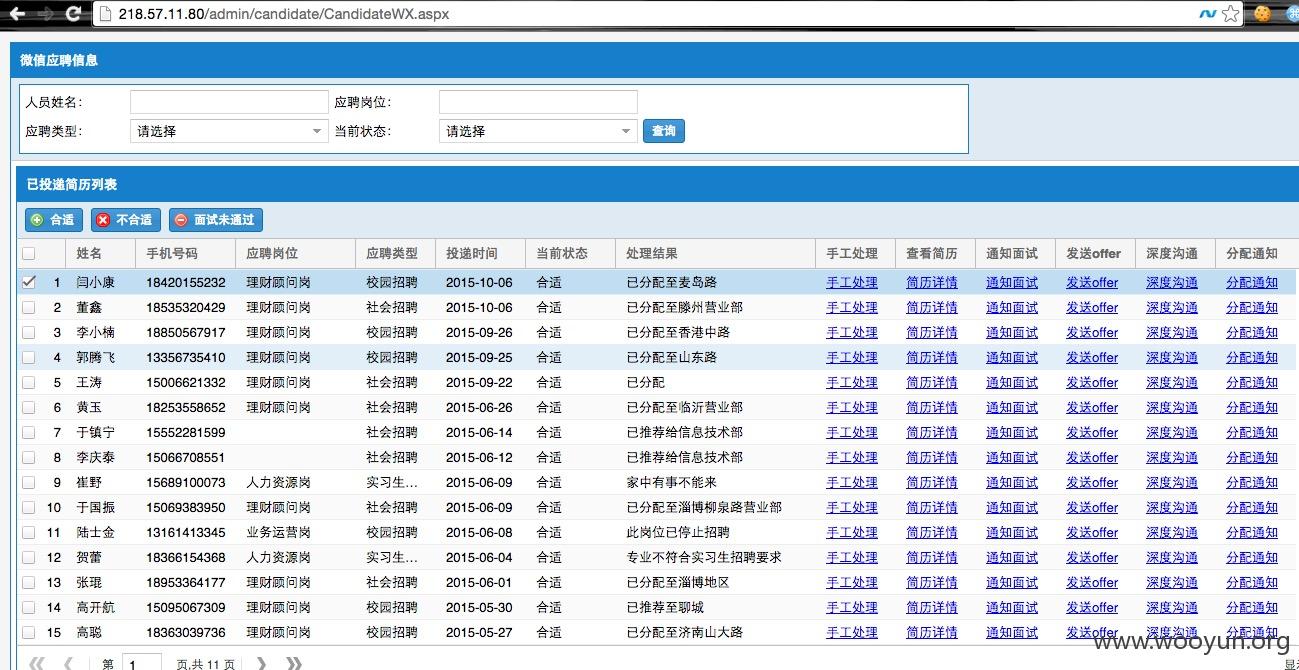 218.57.11.80/admin/candidate/CandidateWX.aspx
微信应聘信息
人员姓名: 应聘岗位:
应聘类型: 请选择 当前状态: 请选择 查询
已投递简历列表
合适 不合适 面试未通过
姓名 手机号码 应聘岗位 应聘类型 投递时间 当前状态 处理结果 手工处理 查看简历 通知面试 发送offer 深度沟通 分配通知
1 闫小康 18420155232 理财顾问岗 校园招聘 2015-10-06 合适 已分配至麦岛路 手工处理 简历详情 通知面试 发送offer 深度沟通 分配通知
2 董鑫 18535320429 理财顾问岗 社会招聘 2015-10-06 合适 已分配至滕州营业部 手工处理 简历详情 通知面试 发送offer 深度沟通 分配通知
3 李小楠 18850567917 理财顾问岗 校园招聘 2015-09-26 合适 已分配至香港中路 手工处理 简历详情 通知面试 发送offer 深度沟通 分配通知
4 郭腾飞 13356735410 理财顾问岗 校园招聘 2015-09-25 合适 已分配至山东路 手工处理 简历详情 通知面试 发送offer 深度沟通 分配通知
5 王涛 15006621332 理财顾问岗 社会招聘 2015-09-22 合适 已分配 手工处理 简历详情 通知面试 发送offer 深度沟通 分配通知
6 黄玉 18253558652 理财顾问岗 社会招聘 2015-06-26 合适 已分配至临沂营业部 手工处理 简历详情 通知面试 发送offer 深度沟通 分配通知
7 于镇宁 15552281599 社会招聘 2015-06-14 合适 已推荐给信息技术部 手工处理 简历详情 通知面试 发送offer 深度沟通 分配通知
8 李庆泰 15066708551 社会招聘 2015-06-12 合适 已推荐给信息技术部 手工处理 简历详情 通知面试 发送offer 深度沟通 分配通知
9 崔野 15689100073 人力资源岗 实习生... 2015-06-09 合适 家中有事不能来 手工处理 简历详情 通知面试 发送offer 深度沟通 分配通知
10 于国振 15069383950 理财顾问岗 社会招聘 2015-06-09 合适 已分配至淄博柳泉路营业部 手工处理 简历详情 通知面试 发送offer 深度沟通 分配通知
11 陆士金 13161413345 业务运营岗 校园招聘 2015-06-08 合适 此岗位已停止招聘 手工处理 简历详情 通知面试 发送offer 深度沟通 分配通知
12 贺蕾 18366154368 人力资源岗 实习生... 2015-06-04 合适 专业不符合实习生招聘要求 手工处理 简历详情 通知面试 发送offer 深度沟通 分配通知
13 张琨 18953364177 理财顾问岗 社会招聘 2015-06-01 合适 已分配至淄博地区 手工处理 简历详情 通知面试 发送offer 深度沟通 分配通知
14 高开航 15095067309 理财顾问岗 校园招聘 2015-05-30 合适 已推荐至聊城 手工处理 简历详情 通知面试 发送offer 深度沟通 分配通知
15 高聪 18363039736 理财顾问岗 校园招聘 2015-05-27 合适 已分配至济南山大路 手工处理 简历详情 通知面试 发送offer 深度沟通 分配通知
www.wooyun.org
第 1 页,共 11 页 显